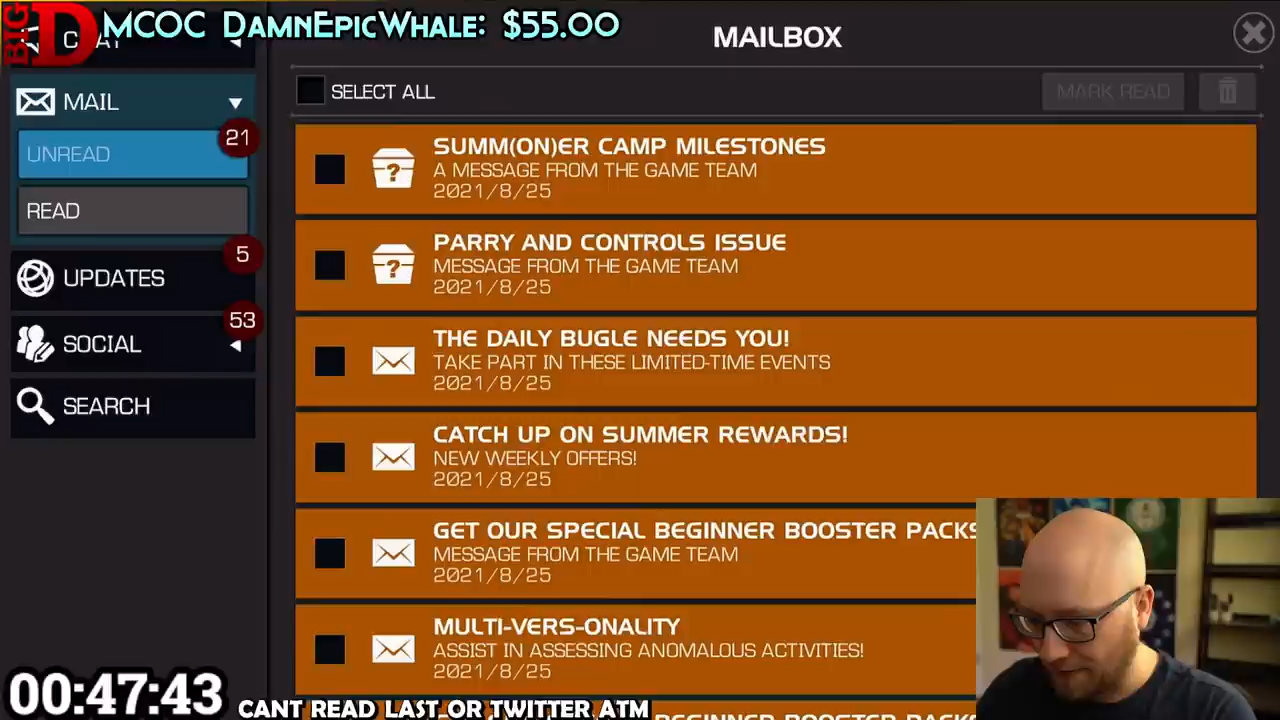 BIG D MCOC DAMNEPICWHALE: $55.00
MAILBOX
SELECT ALL
MARK READ
MAIL
21
UNREAD
READ
5
UPDATES
53
SOCIAL
SEARCH
SUMM(ON)ER CAMP MILESTONES
A MESSAGE FROM THE GAME TEAM
2021/8/25
PARRY AND CONTROLS ISSUE
MESSAGE FROM THE GAME TEAM
2021/8/25
THE DAILY BUGLE NEEDS YOU!
TAKE PART IN THESE LIMITED-TIME EVENTS
2021/8/25
CATCH UP ON SUMMER REWARDS!
NEW WEEKLY OFFERS!
2021/8/25
GET OUR SPECIAL BEGINNER BOOSTER PACKS
MESSAGE FROM THE GAME TEAM
2021/8/25
MULTI-VERS-ONALITY
ASSIST IN ASSESSING ANOMALOUS ACTIVITIES!
2021/8/25
BEGINNER BOOSTER PACKS
00:47:43
CANT READ LAST OR TWITTER ATM